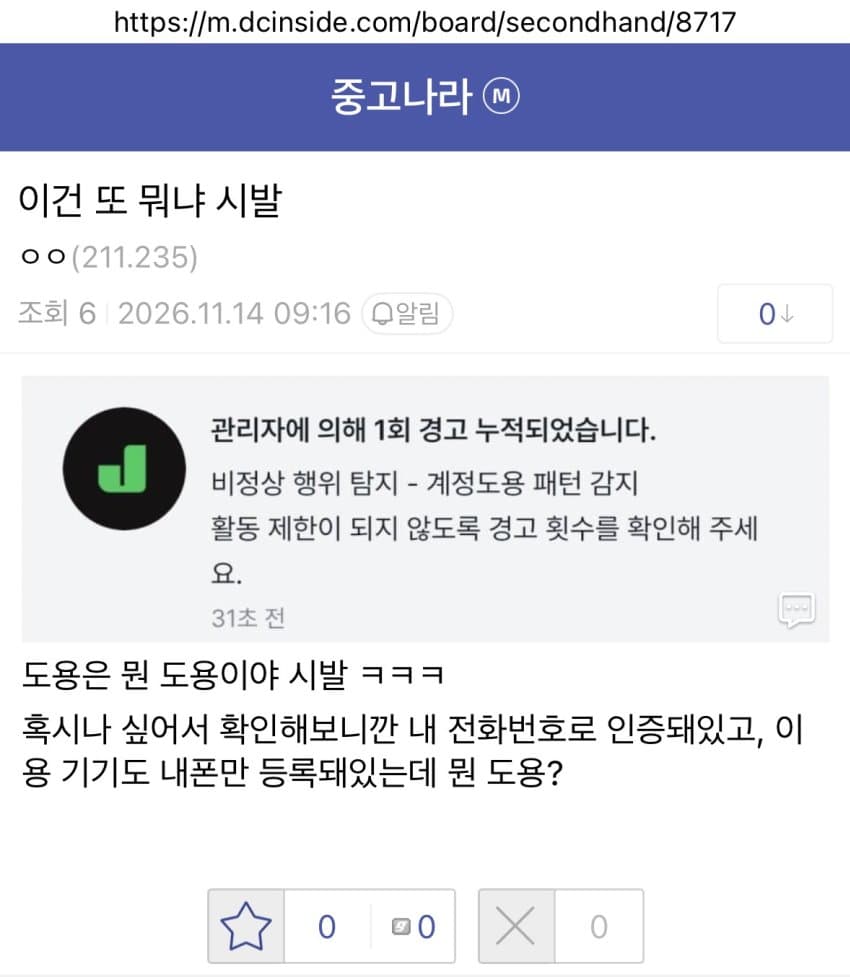 https://m.dcinside.com/board/secondhand/8717
중고나라 M
이건 또 뭐냐 시발
ㅇㅇ(211.235)
조회 6 2026.11.14 09:16 알림
0↓
관리자에 의해 1회 경고 누적되었습니다.
비정상 행위 탐지 - 계정도용 패턴 감지
활동 제한이 되지 않도록 경고 횟수를 확인해 주세
요.
31초 전
도용은 뭔 도용이야 시발 ㅋㅋㅋ
혹시나 싶어서 확인해보니깐 내 전화번호로 인증돼있고, 이
용 기기도 내폰만 등록돼있는데 뭔 도용?
0 g 0 0